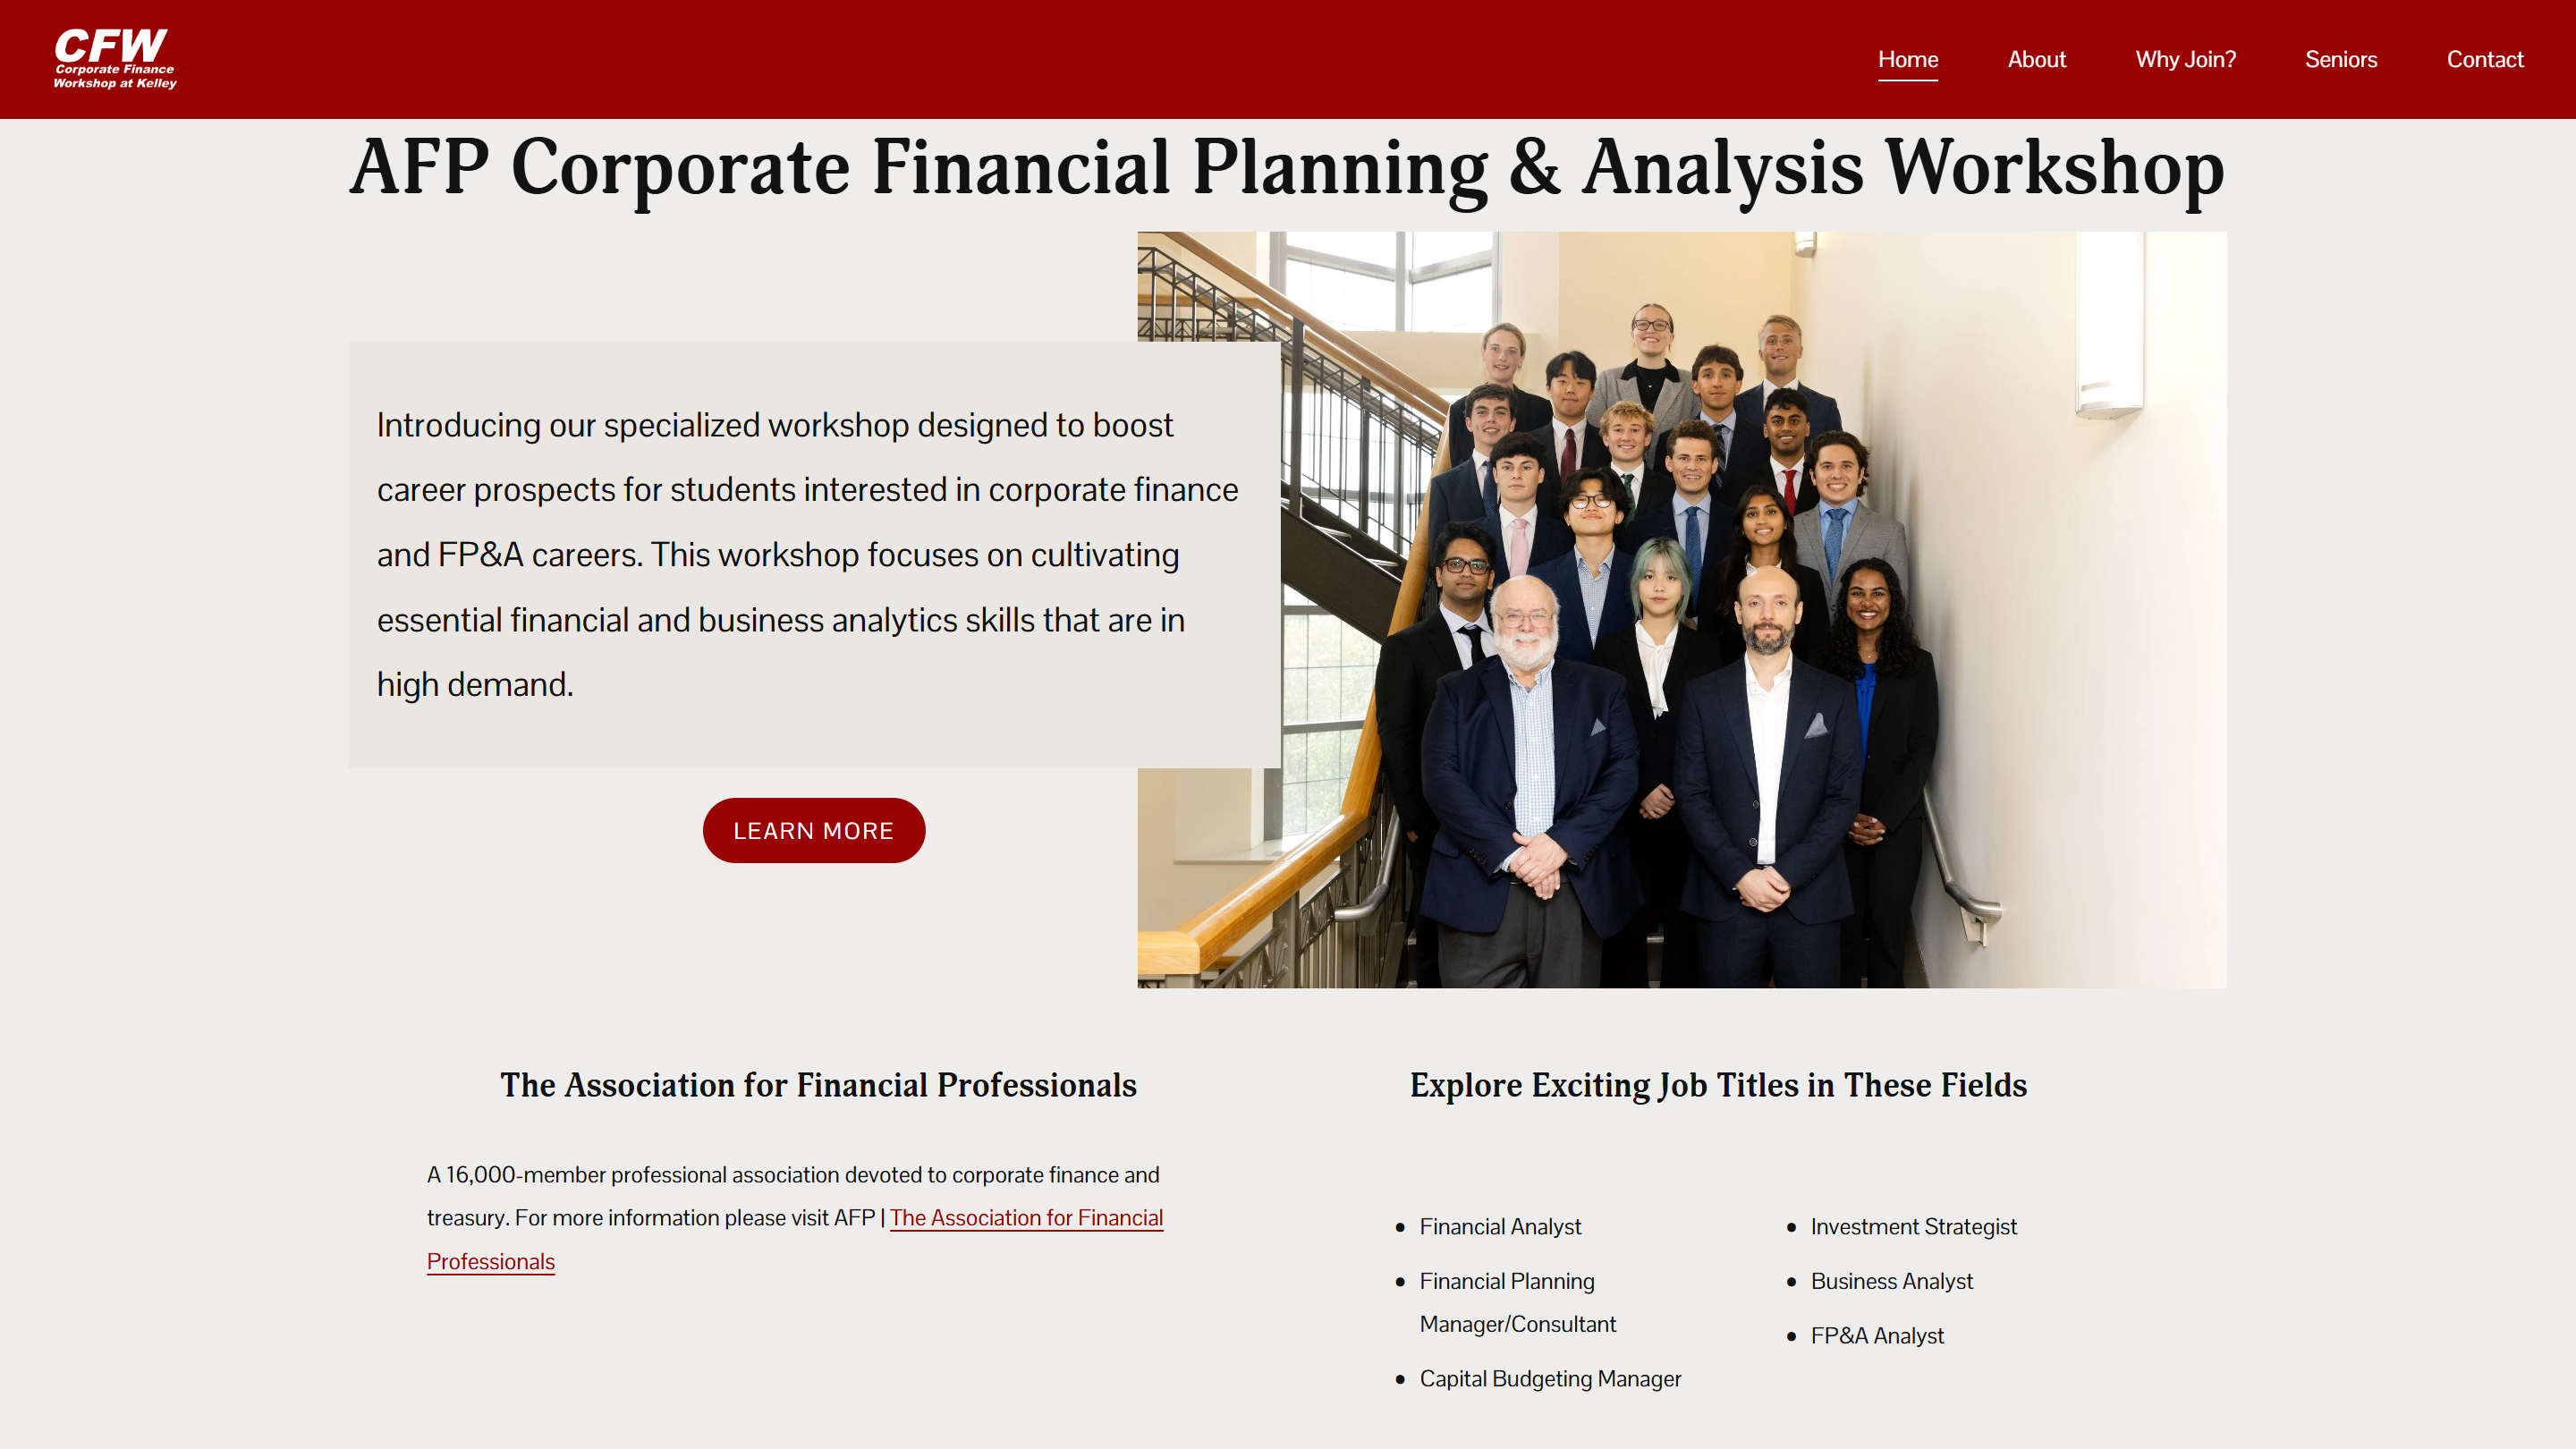 CFW
Corporate Finance
Workshop at Kelley
Home
About
Why Join?
Seniors
Contact
AFP Corporate Financial Planning & Analysis Workshop
Introducing our specialized workshop designed to boost
career prospects for students interested in corporate finance
and FP&A careers. This workshop focuses on cultivating
essential financial and business analytics skills that are in
high demand.
LEARN MORE
The Association for Financial Professionals
A 16,000-member professional association devoted to corporate finance and
treasury. For more information please visit AFP | The Association for Financial
Professionals
Explore Exciting Job Titles in These Fields
• Financial Analyst
• Financial Planning
Manager/Consultant
• Capital Budgeting Manager
• Investment Strategist
• Business Analyst
• FP&A Analyst